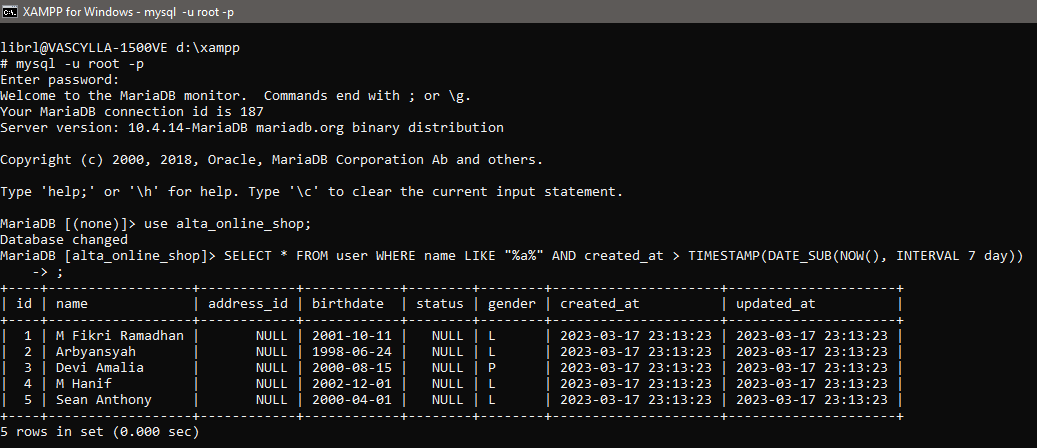 XAMPP for Windows - mysql  -u root -p
librl@VASCYLLA-1500VE d:\xampp
# mysql -u root -p
Enter password:
Welcome to the MariaDB monitor.  Commands end with ; or \g.
Your MariaDB connection id is 187
Server version: 10.4.14-MariaDB mariadb.org binary distribution

Copyright (c) 2000, 2018, Oracle, MariaDB Corporation Ab and others.

Type 'help;' or '\h' for help. Type '\c' to clear the current input statement.

MariaDB [(none)]> use alta_online_shop;
Database changed
MariaDB [alta_online_shop]> SELECT * FROM user WHERE name LIKE "%a%" AND created_at > TIMESTAMP(DATE_SUB(NOW(), INTERVAL 7 day))
    -> ;
+----+------------------+------------+------------+--------+--------+---------------------+---------------------+
| id | name             | address_id | birthdate  | status | gender | created_at          | updated_at          |
+----+------------------+------------+------------+--------+--------+---------------------+---------------------+
|  1 | M Fikri Ramadhan |       NULL | 2001-10-11 |   NULL | L      | 2023-03-17 23:13:23 | 2023-03-17 23:13:23 |
|  2 | Arbyansyah       |       NULL | 1998-06-24 |   NULL | L      | 2023-03-17 23:13:23 | 2023-03-17 23:13:23 |
|  3 | Devi Amalia      |       NULL | 2000-08-15 |   NULL | P      | 2023-03-17 23:13:23 | 2023-03-17 23:13:23 |
|  4 | M Hanif          |       NULL | 2002-12-01 |   NULL | L      | 2023-03-17 23:13:23 | 2023-03-17 23:13:23 |
|  5 | Sean Anthony     |       NULL | 2000-04-01 |   NULL | L      | 2023-03-17 23:13:23 | 2023-03-17 23:13:23 |
+----+------------------+------------+------------+--------+--------+---------------------+---------------------+
5 rows in set (0.000 sec)